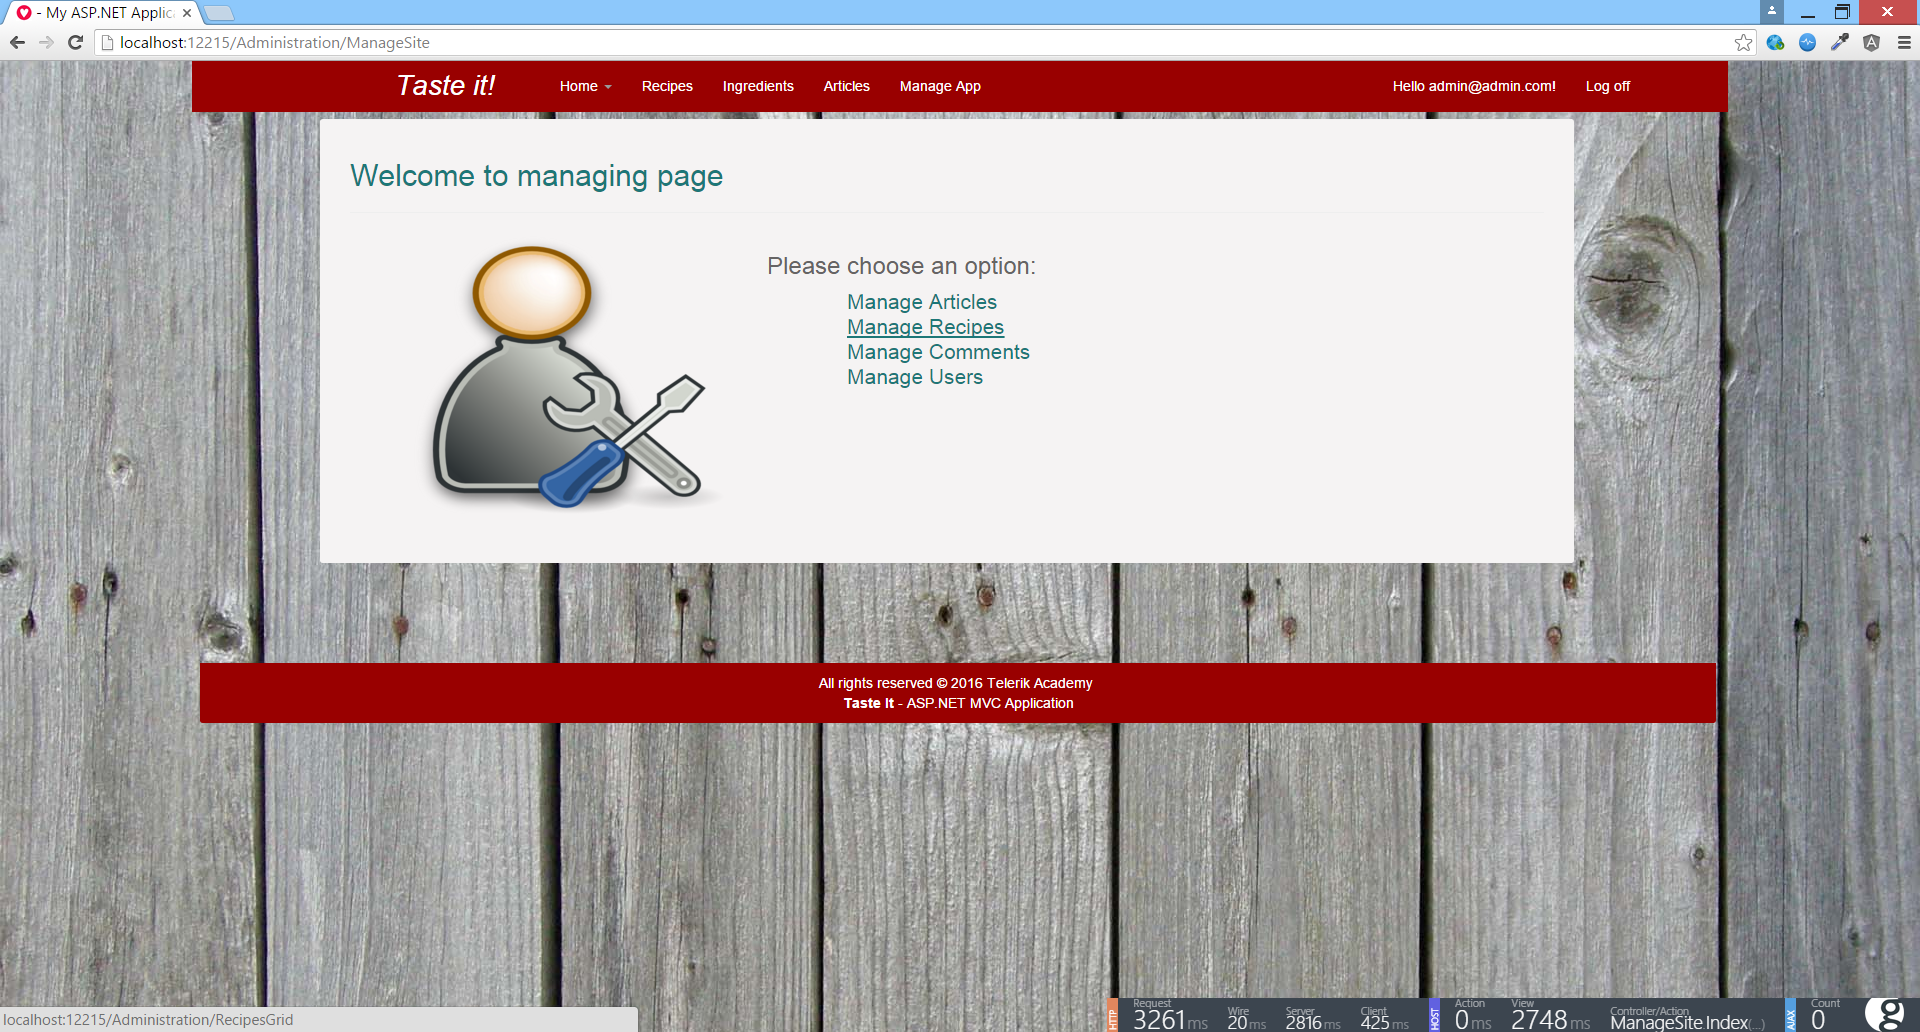 - My ASP.NET Applic
localhost:12215/Administration/ManageSite
Taste it!
Home Recipes Ingredients Articles Manage App Hello admin@admin.com! Log off
Welcome to managing page
Please choose an option:
Manage Articles
Manage Recipes
Manage Comments
Manage Users
All rights reserved © 2016 Telerik Academy
Taste It - ASP.NET MVC Application
localhost:12215/Administration/RecipesGrid
HTTP
Request
3261 ms
Wire
20 ms
Server
2816 ms
Client
425 ms
HOST
Action
0 ms
View
2748 ms
Controller/Action
ManageSite Index(...)
AJAX
Count
0
g